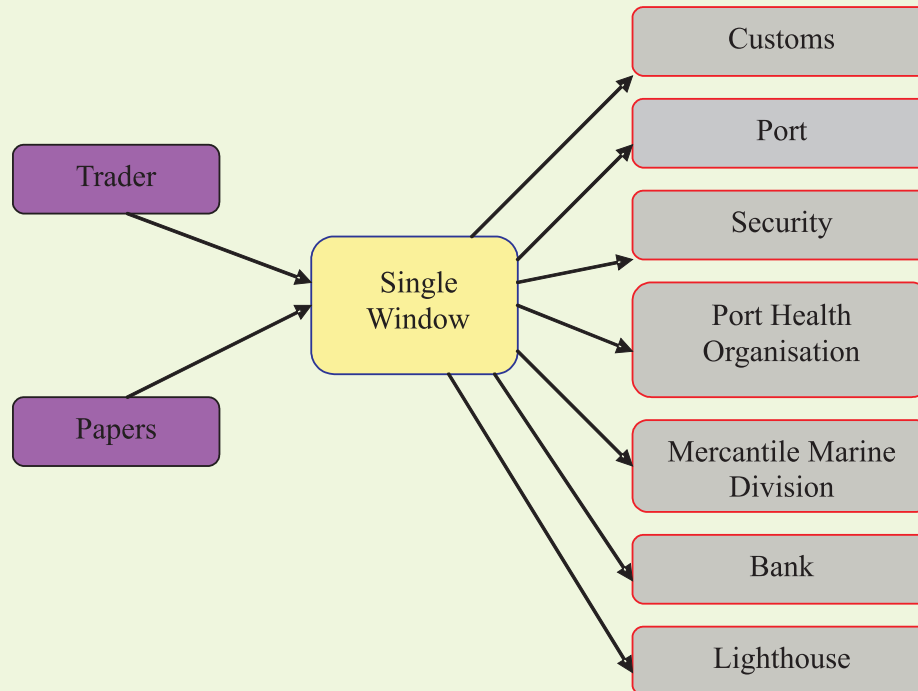 Trader
Papers
Single
Window
Customs
Port
Security
Port Health
Organisation
Mercantile Marine
Division
Bank
Lighthouse